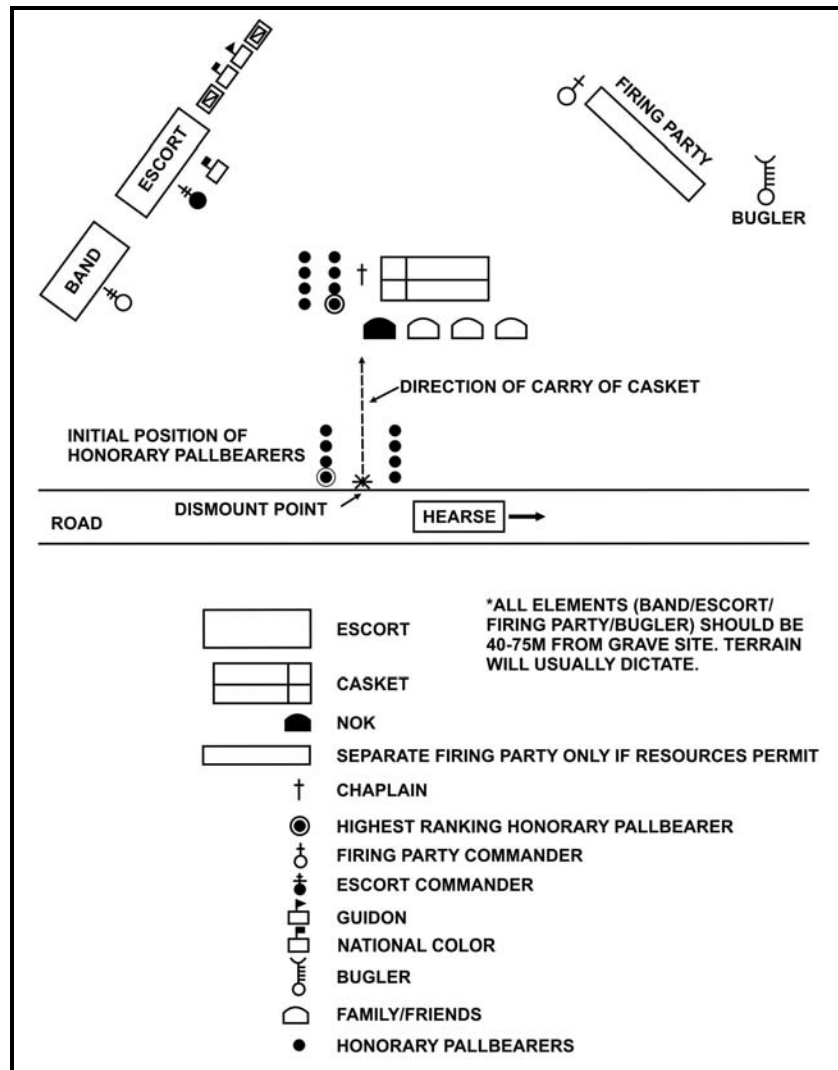 ESCORT
FIRING PARTY
BUGLER
BAND
DIRECTION OF CARRY OF CASKET
INITIAL POSITION OF
HONORARY PALLBEARERS
DISMOUNT POINT
ROAD
HEARSE
*ALL ELEMENTS (BAND/ESCORT/
FIRING PARTY/BUGLER) SHOULD BE
40-75M FROM GRAVE SITE. TERRAIN
WILL USUALLY DICTATE.
ESCORT
CASKET
NOK
SEPARATE FIRING PARTY ONLY IF RESOURCES PERMIT
CHAPLAIN
HIGHEST RANKING HONORARY PALLBEARER
FIRING PARTY COMMANDER
ESCORT COMMANDER
GUIDON
NATIONAL COLOR
BUGLER
FAMILY/FRIENDS
HONORARY PALLBEARERS